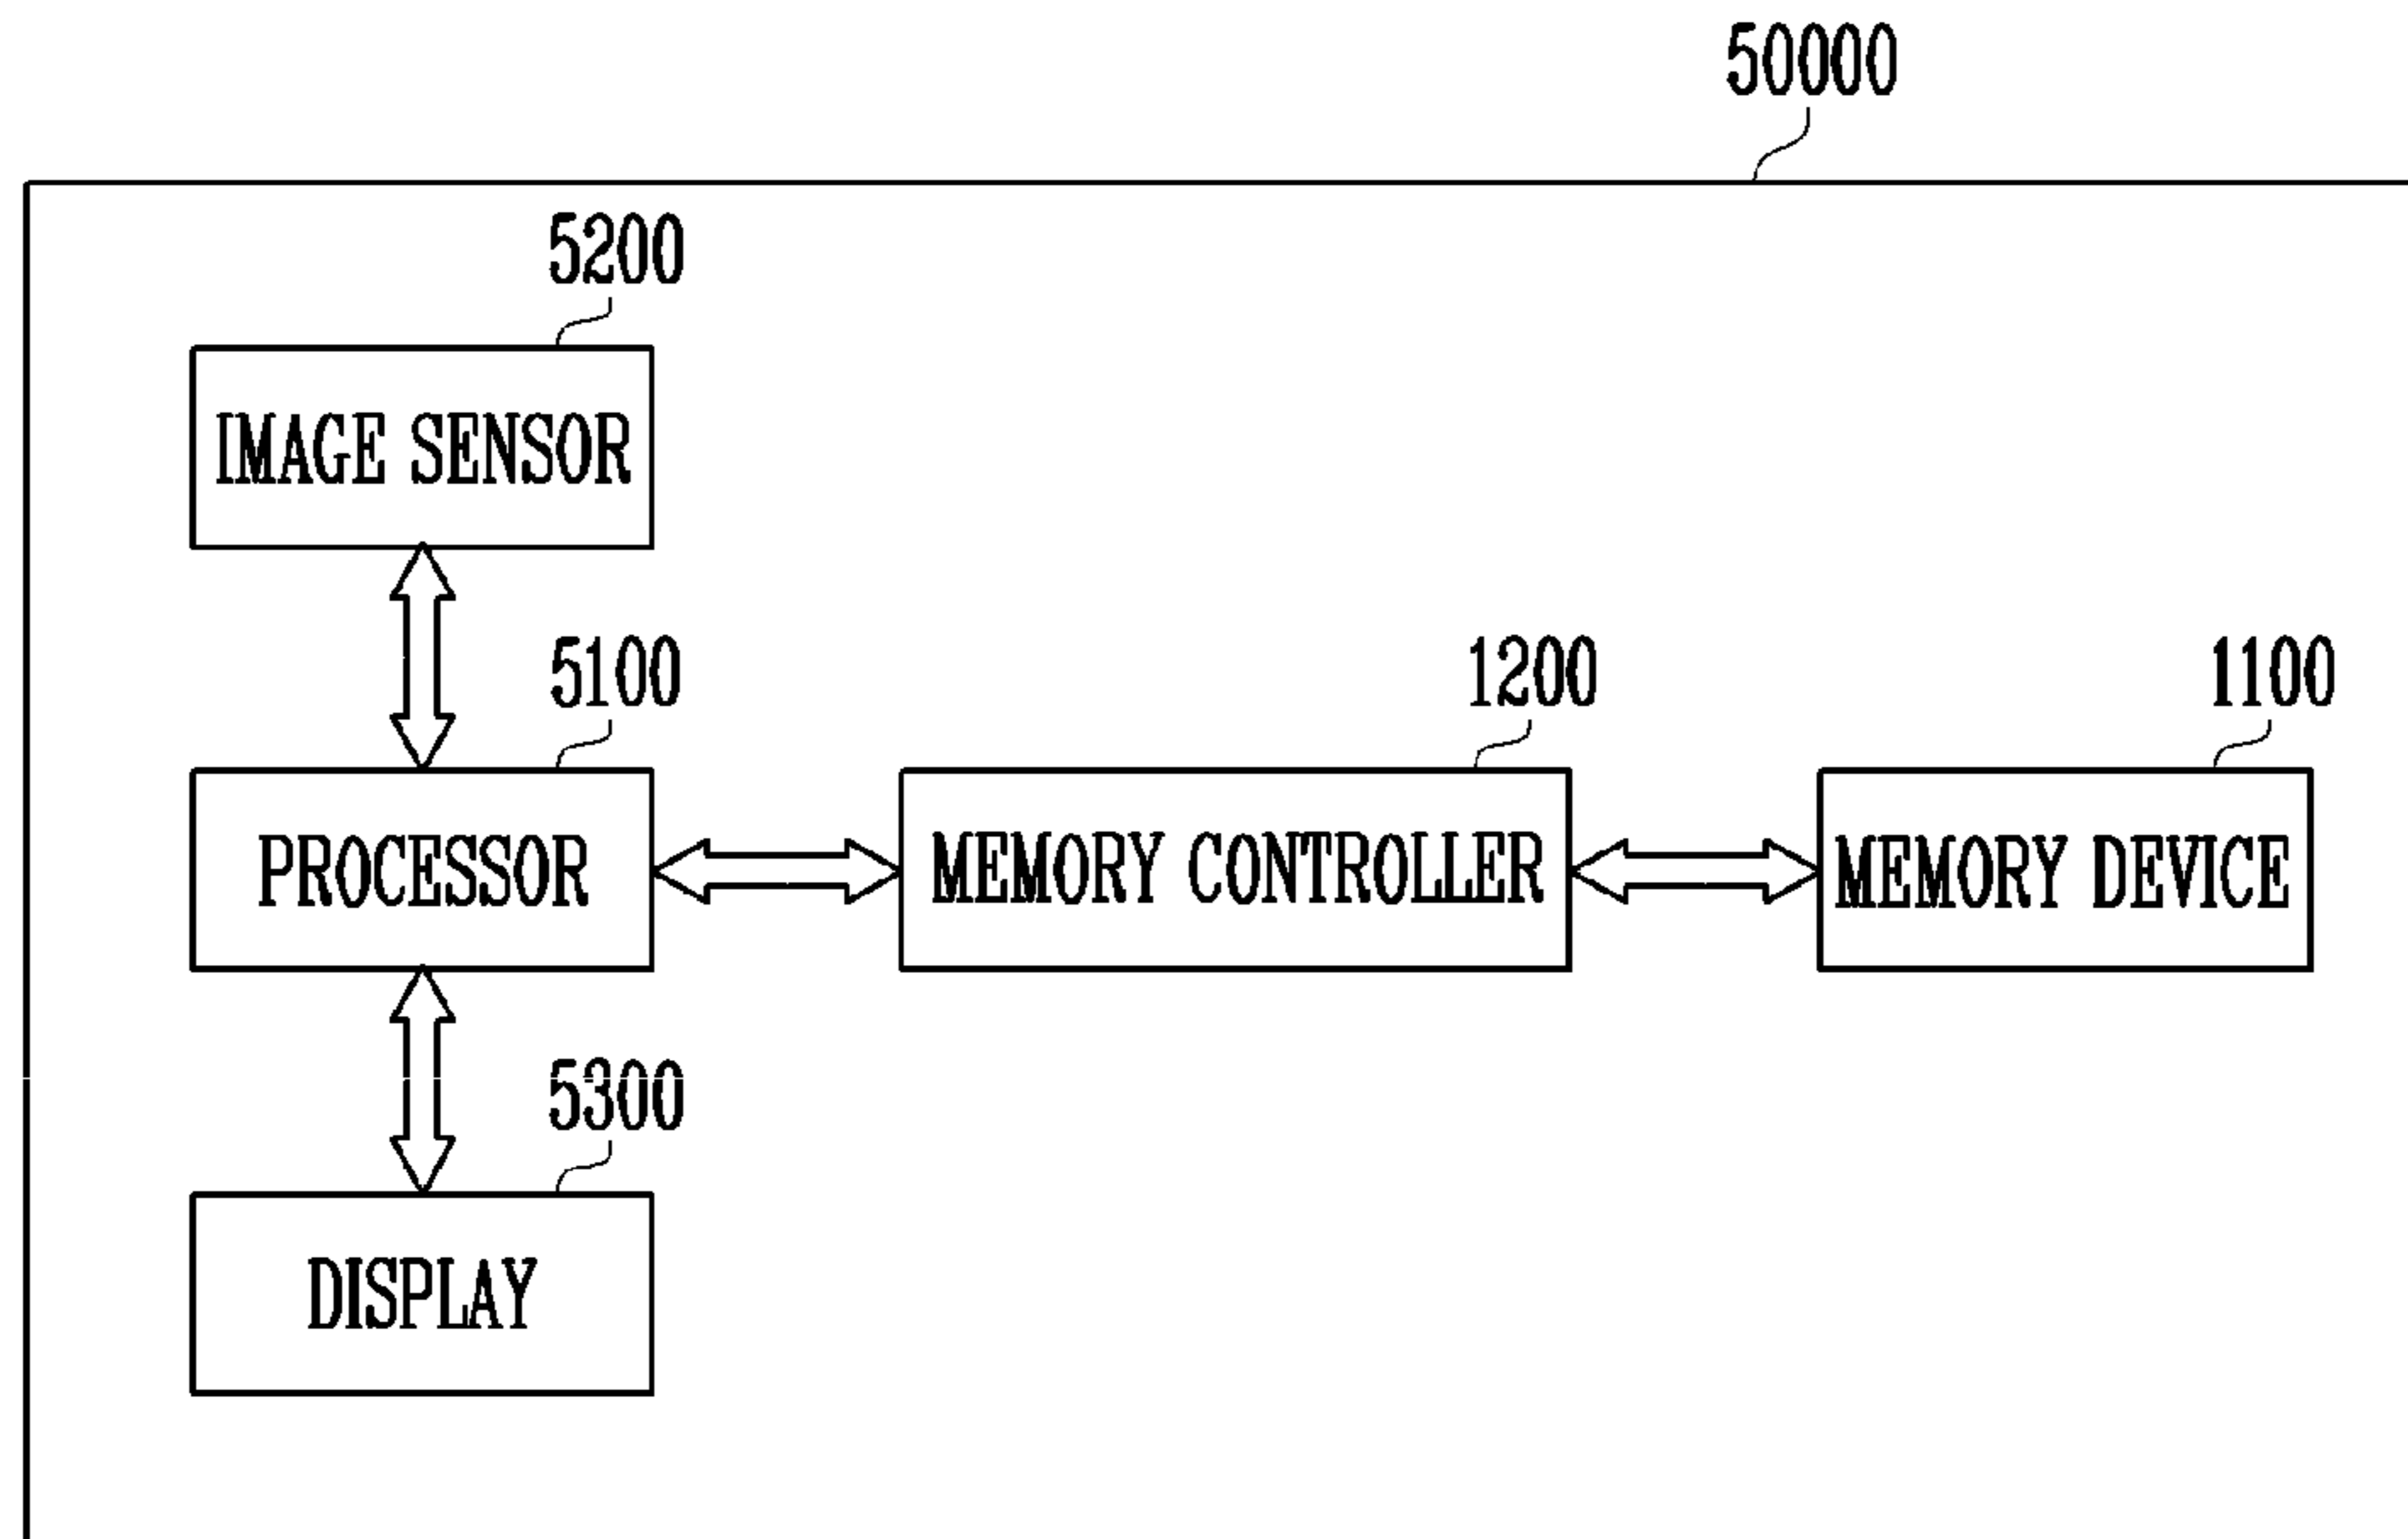 50000
5200
IMAGE SENSOR
5100
PROCESSOR
1200
MEMORY CONTROLLER
1100
MEMORY DEVICE
5300
DISPLAY